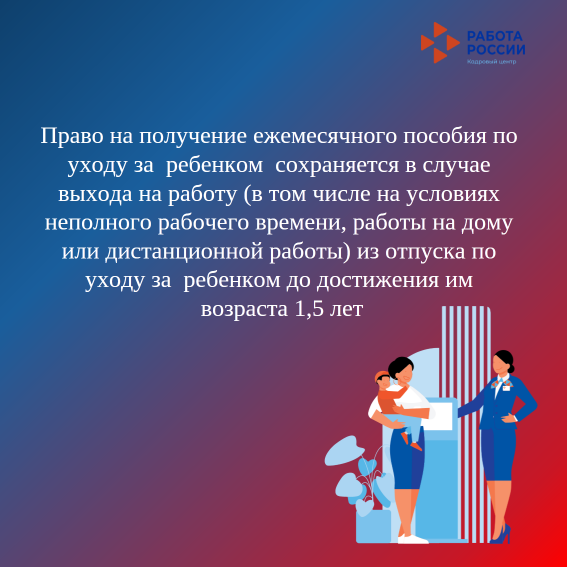 РАБОТА
РОССИИ
Кадровый центр
Право на получение ежемесячного пособия по
уходу за  ребенком  сохраняется в случае
выхода на работу (в том числе на условиях
неполного рабочего времени, работы на дому
или дистанционной работы) из отпуска по
уходу за  ребенком до достижения им
возраста 1,5 лет